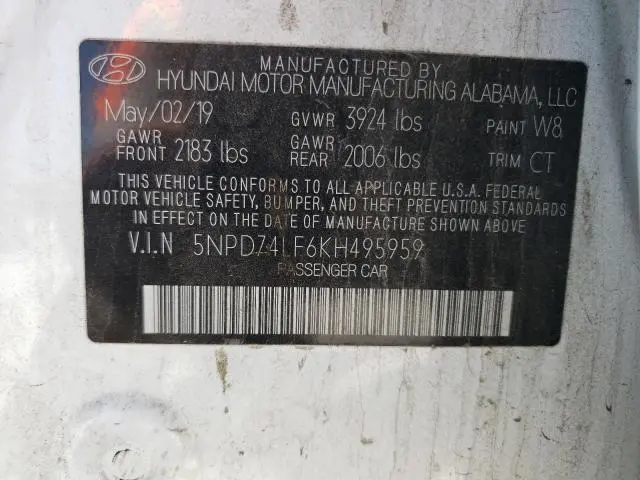 MANUFACTURED BY
HYUNDAI MOTOR MANUFACTURING ALABAMA, LLC
May/02/19 GVWR 3924 lbs PAINT W8
GAWR FRONT 2183 lbs GAWR REAR 2006 lbs TRIM CT
THIS VEHICLE CONFORMS TO ALL APPLICABLE U.S.A. FEDERAL
MOTOR VEHICLE SAFETY, BUMPER, AND THEFT PREVENTION STANDARDS
IN EFFECT ON THE DATE OF MANUFACTURE SHOWN ABOVE
V.I.N 5NPD74LF6KH495959
PASSENGER CAR